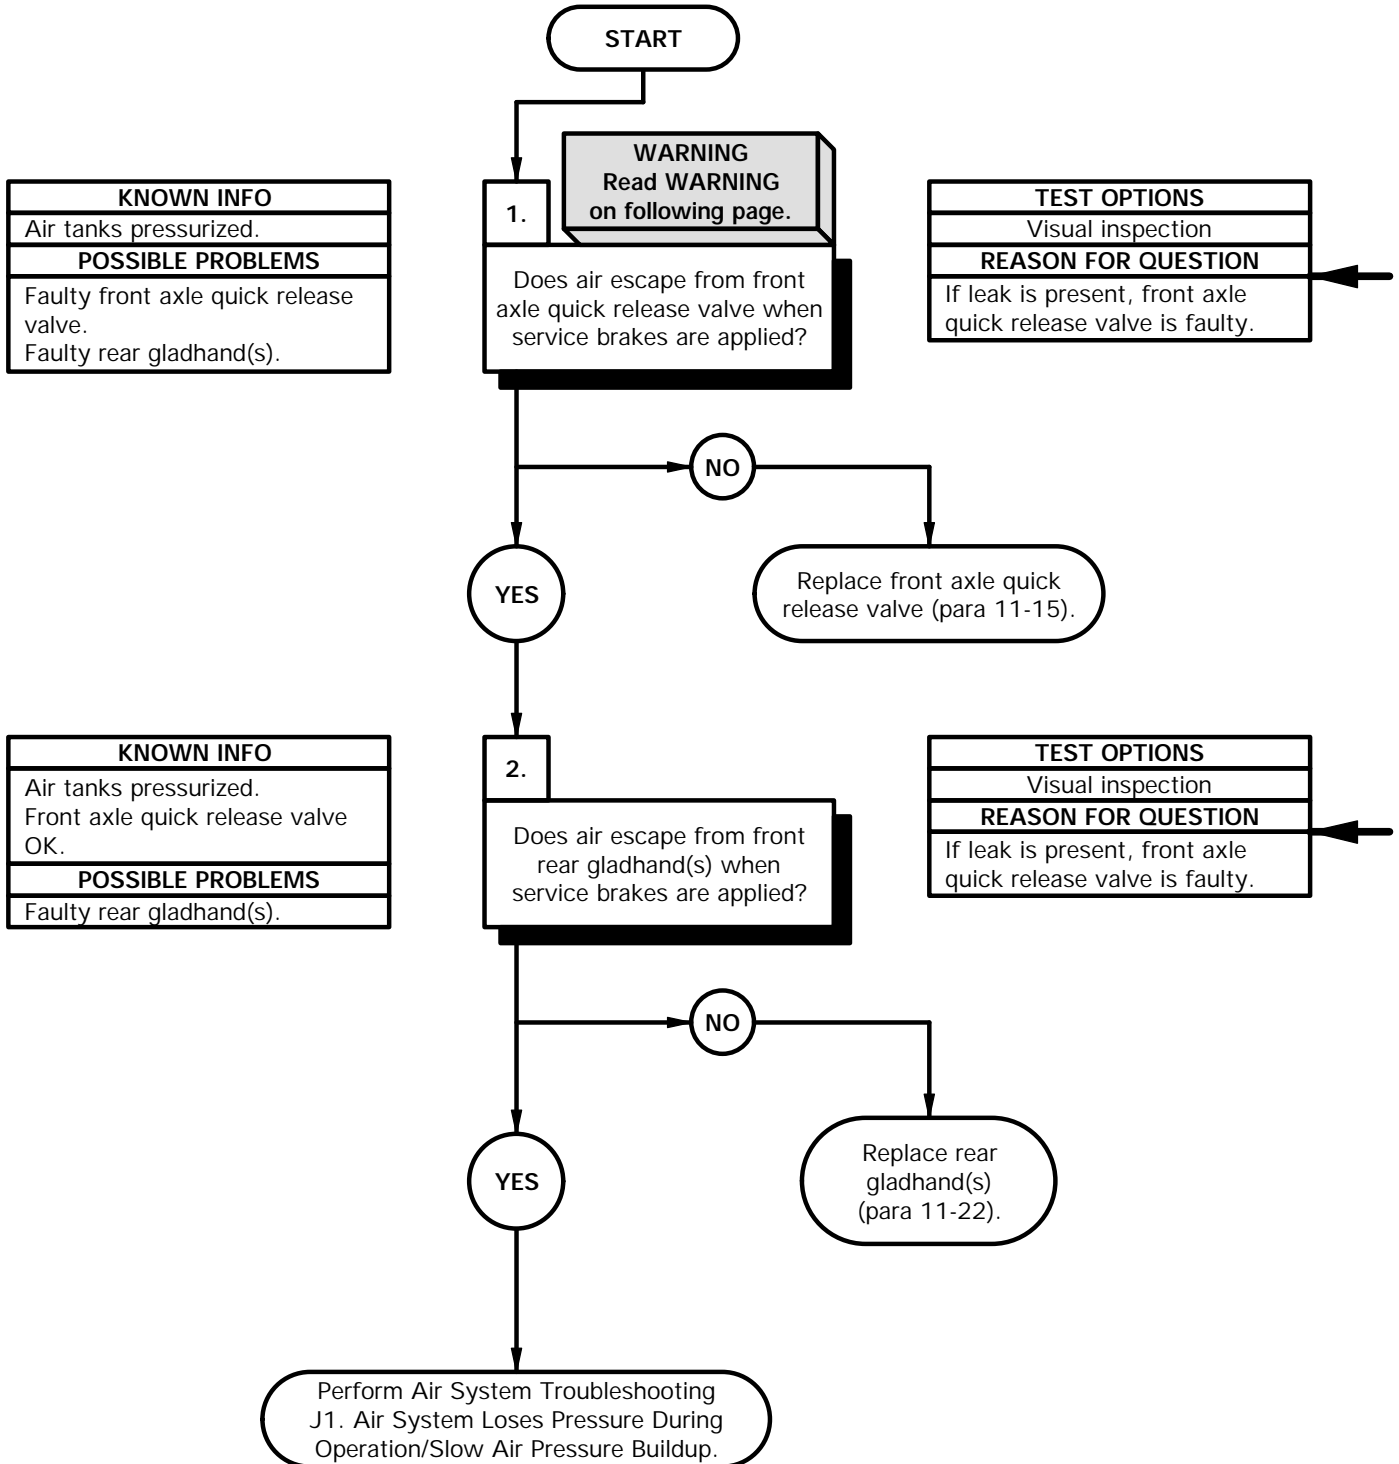 START
WARNING
Read WARNING
on following page.
KNOWN INFO
Air tanks pressurized.
POSSIBLE PROBLEMS
Faulty front axle quick release
valve.
Faulty rear gladhand(s).
1.
Does air escape from front
axle quick release valve when
service brakes are applied?
TEST OPTIONS
Visual inspection
REASON FOR QUESTION
If leak is present, front axle
quick release valve is faulty.
NO
YES
Replace front axle quick
release valve (para 11-15).
KNOWN INFO
Air tanks pressurized.
Front axle quick release valve
OK.
POSSIBLE PROBLEMS
Faulty rear gladhand(s).
2.
Does air escape from front
rear gladhand(s) when
service brakes are applied?
TEST OPTIONS
Visual inspection
REASON FOR QUESTION
If leak is present, front axle
quick release valve is faulty.
NO
YES
Replace rear
gladhand(s)
(para 11-22).
Perform Air System Troubleshooting
J1. Air System Loses Pressure During
Operation/Slow Air Pressure Buildup.